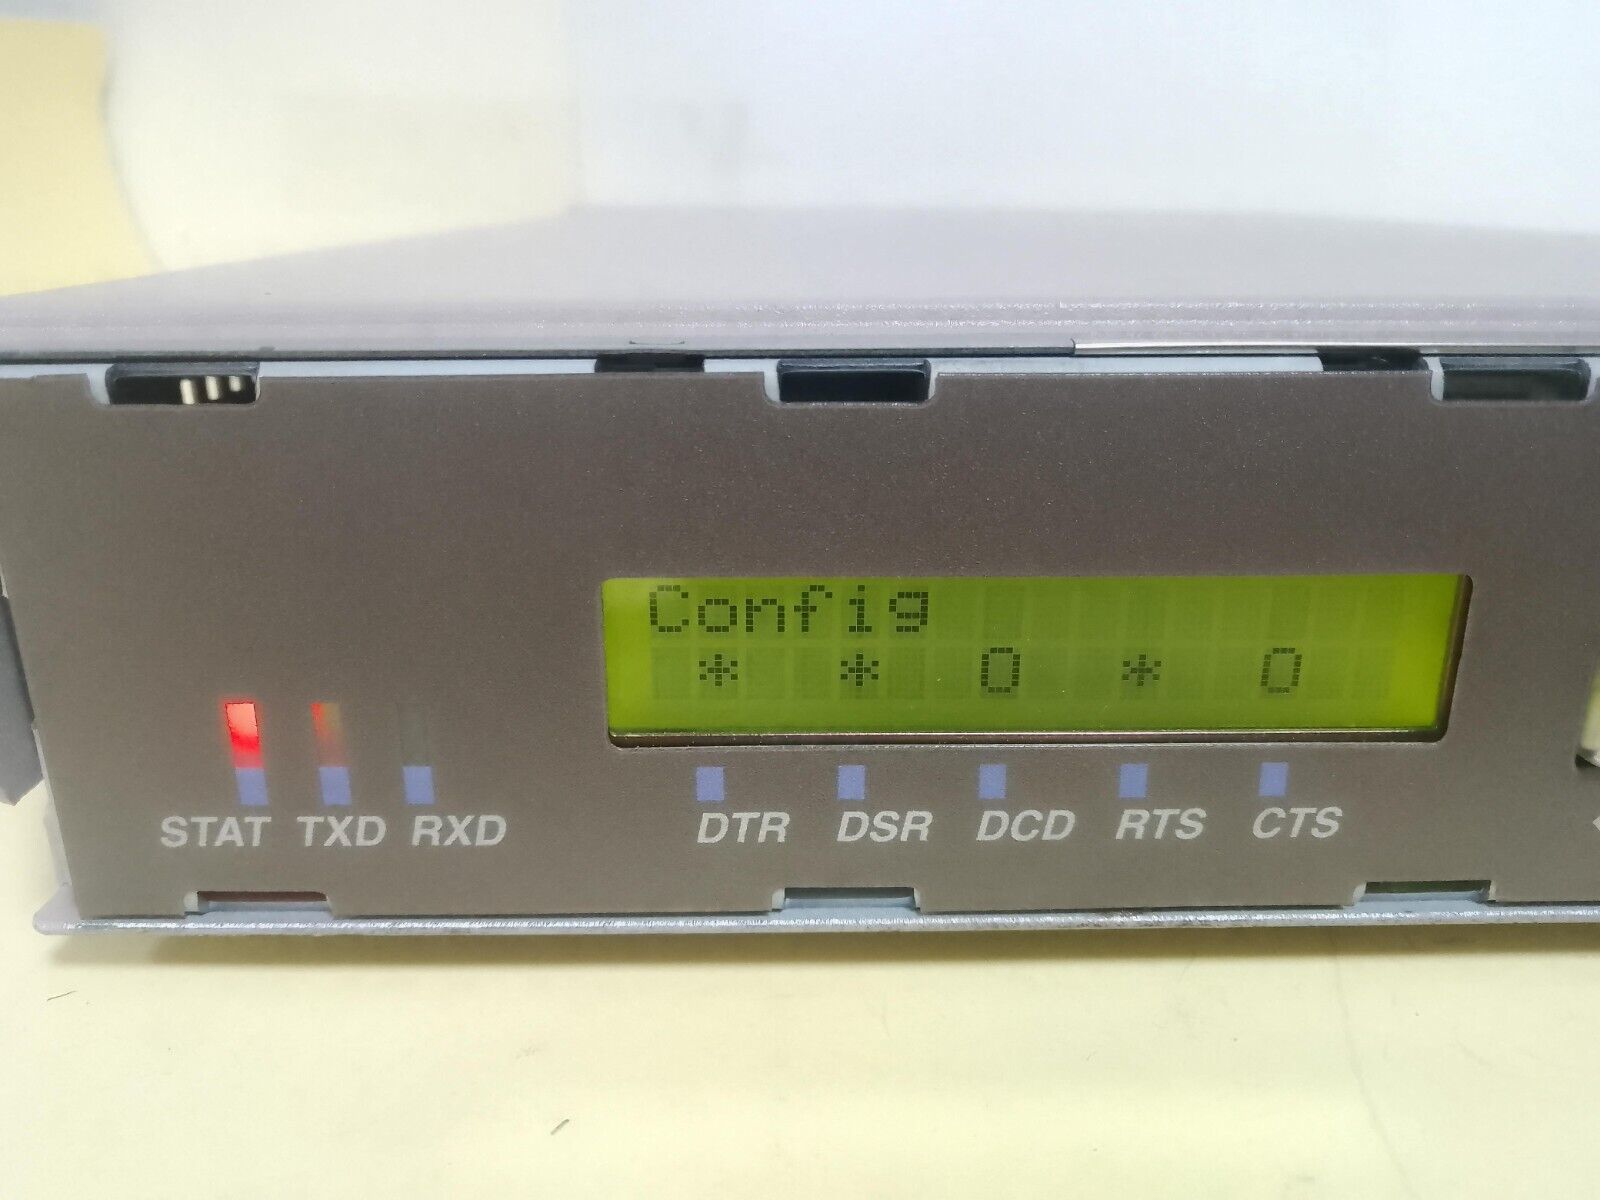 Config
* * 0 * 0
STAT TXD RXD DTR DSR DCD RTS CTS